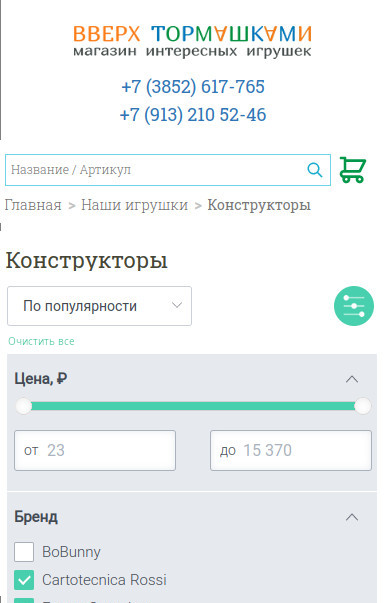 ВВЕРХ ТОРМАШКАМИ
магазин интересных игрушек
+7 (3852) 617-765
+7 (913) 210 52-46
Название / Артикул
Главная > Наши игрушки > Конструкторы
Конструкторы
По популярности
Очистить все
Цена, ₽
от 23
до 15 370
Бренд
BoBunny
Cartotecnica Rossi